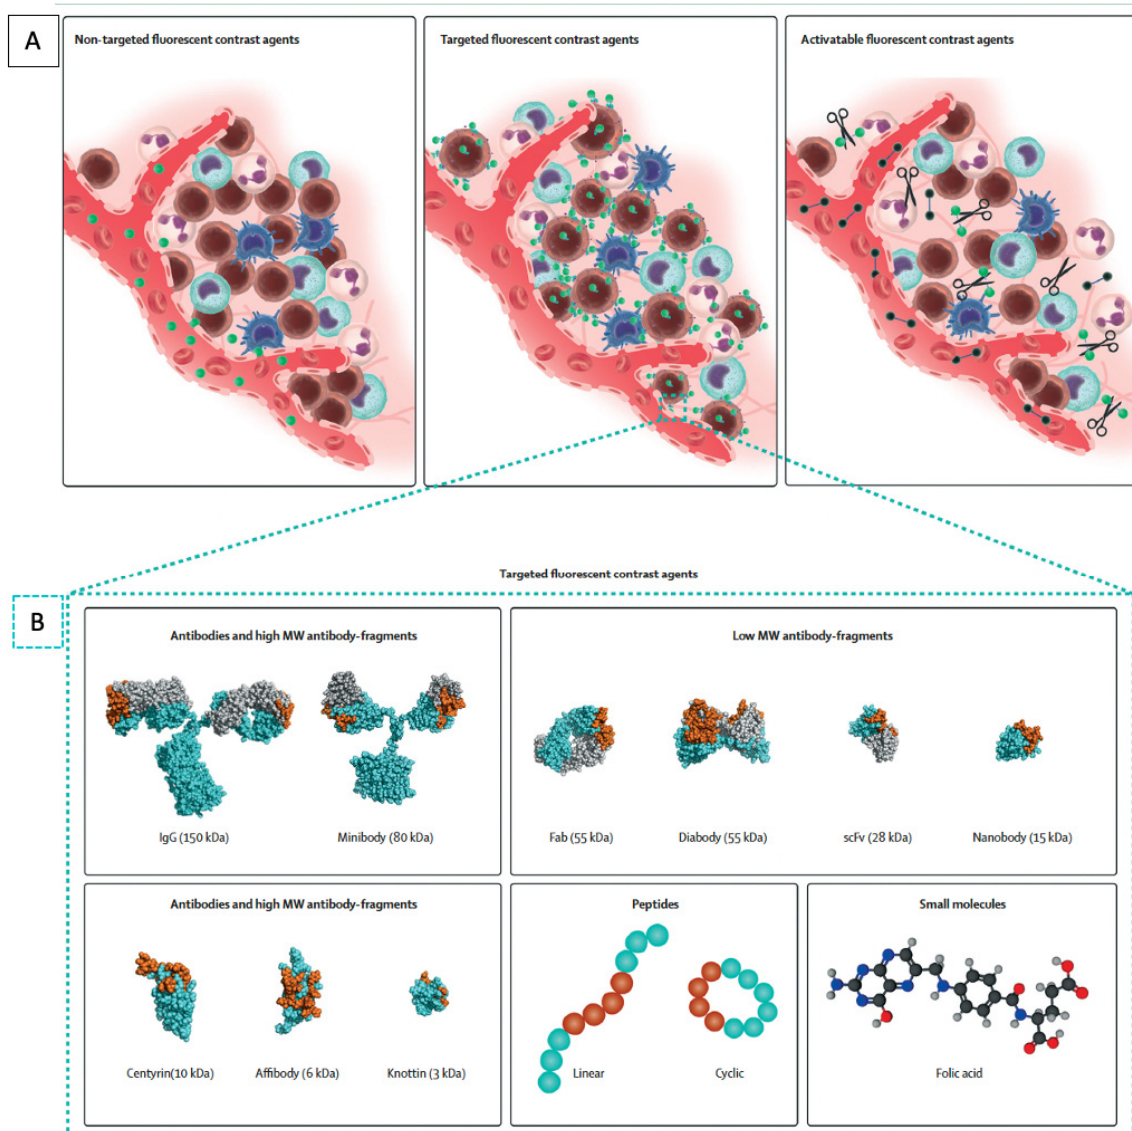 A
Non-targeted fluorescent contrast agents
Targeted fluorescent contrast agents
Activatable fluorescent contrast agents
Targeted fluorescent contrast agents
B
Antibodies and high MW antibody-fragments
Low MW antibody-fragments
IgG (150 kDa)
Minibody (80 kDa)
Fab (55 kDa)
Diabody (55 kDa)
scFv (28 kDa)
Nanobody (15 kDa)
Antibodies and high MW antibody-fragments
Peptides
Small molecules
Centyrin(10 kDa)
Affibody (6 kDa)
Knottin (3 kDa)
Linear
Cyclic
Folic acid